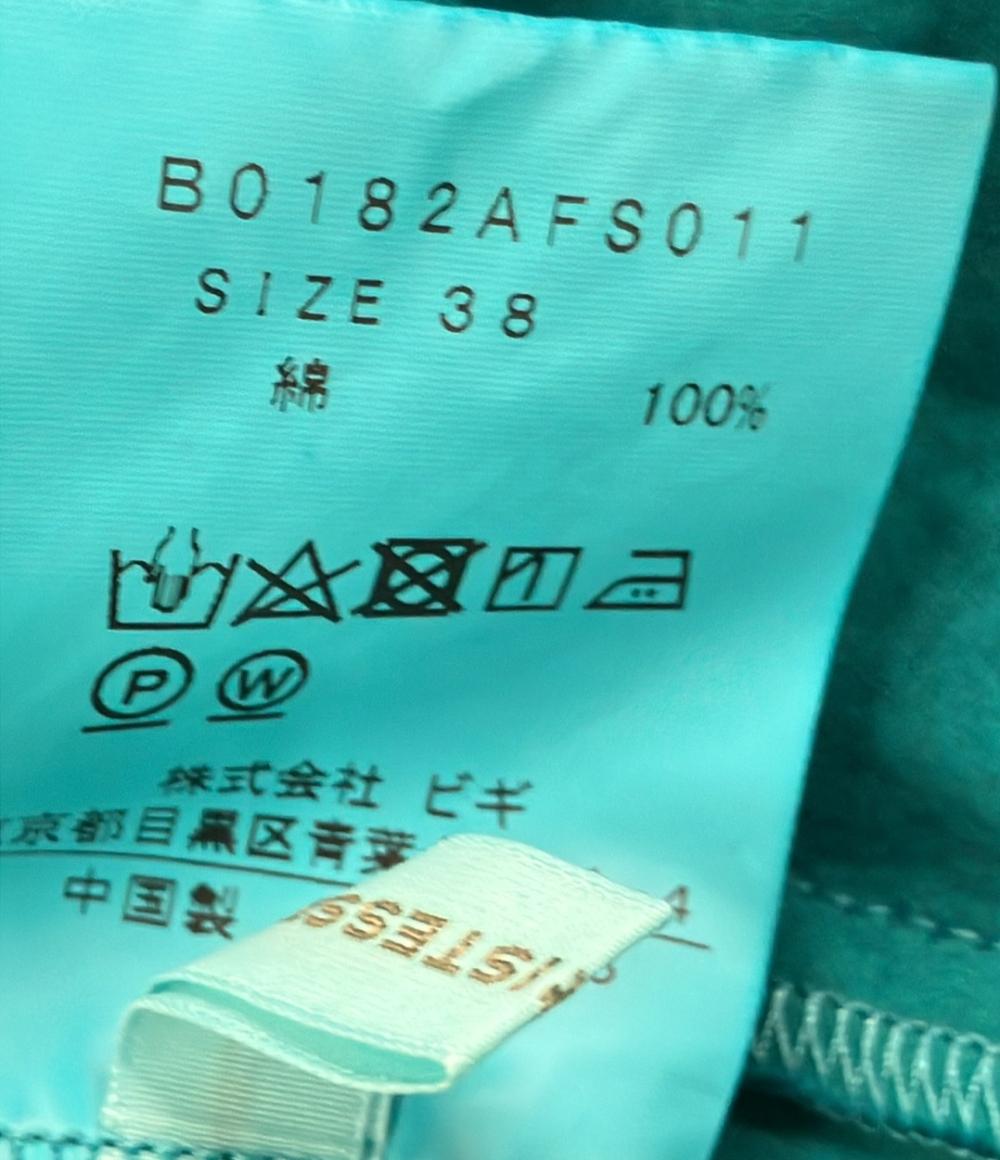 B0182AFS011
SIZE 38
綿 100%
P W
株式会社 ビギ
京都目黒区青葉 4
中国製